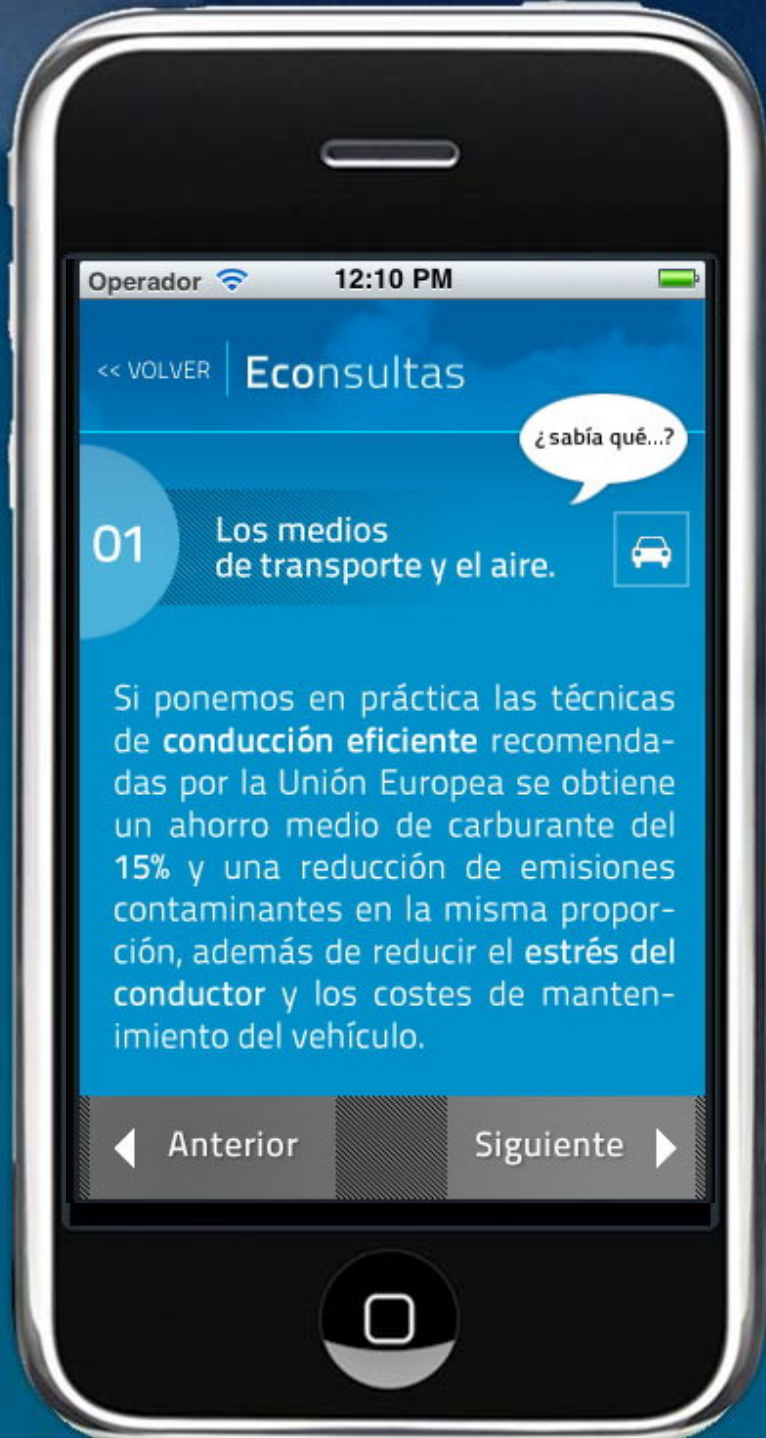 Operador 12:10 PM
<< VOLVER Econsultas
¿sabía qué...?
01 Los medios
de transporte y el aire.
Si ponemos en práctica las técnicas
de conducción eficiente recomenda-
das por la Unión Europea se obtiene
un ahorro medio de carburante del
15% y una reducción de emisiones
contaminantes en la misma propor-
ción, además de reducir el estrés del
conductor y los costes de manten-
imiento del vehículo.
Anterior Siguiente